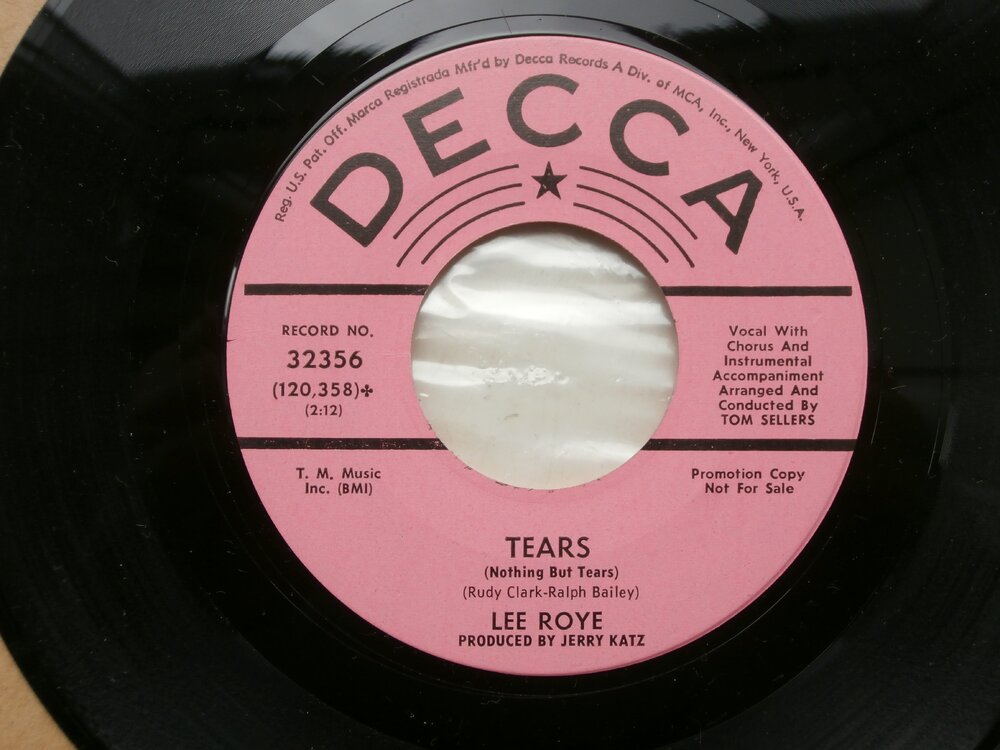 Reg. U.S. Pat. Off. Marca Registrada Mfr'd by Decca Records A Div. of MCA, Inc., New York, U.S.A.
DECCA
RECORD NO.
32356
(120,358)✤
(2:12)
Vocal With
Chorus And
Instrumental
Accompaniment
Arranged And
Conducted By
TOM SELLERS
T. M. Music
Inc. (BMI)
Promotion Copy
Not For Sale
TEARS
(Nothing But Tears)
(Rudy Clark-Ralph Bailey)
LEE ROYE
PRODUCED BY JERRY KATZ